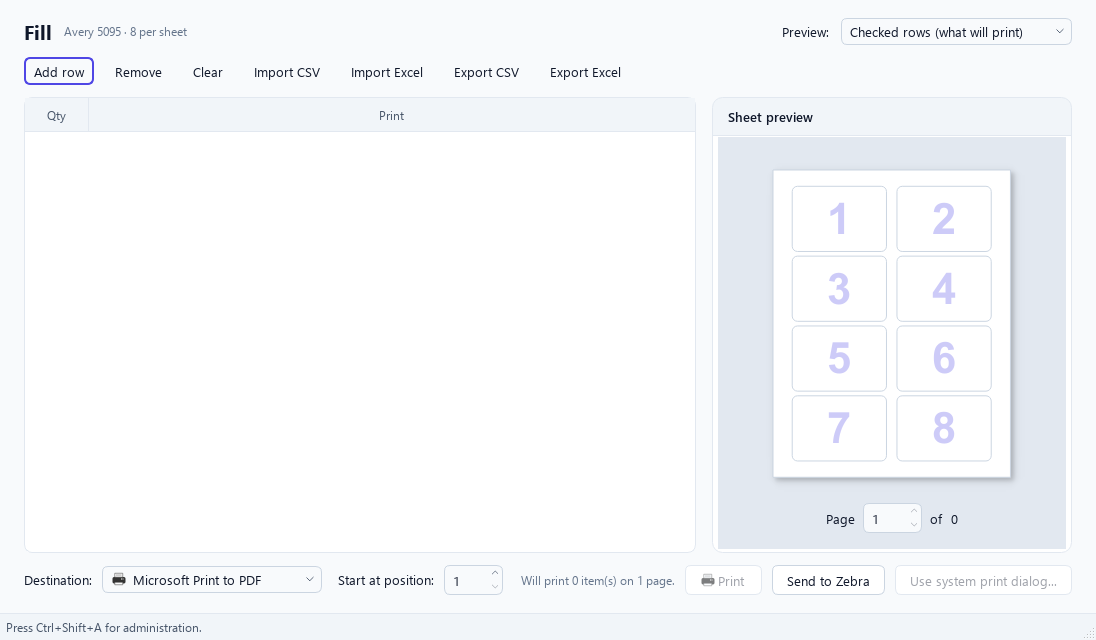 Fill
Avery 5095 · 8 per sheet
Preview:
Checked rows (what will print)
Add row
Remove
Clear
Import CSV
Import Excel
Export CSV
Export Excel
Qty
Print
Sheet preview
1
2
3
4
5
6
7
8
Page
1
of 0
Destination:
Microsoft Print to PDF
Start at position:
1
Will print 0 item(s) on 1 page.
Print
Send to Zebra
Use system print dialog...
Press Ctrl+Shift+A for administration.